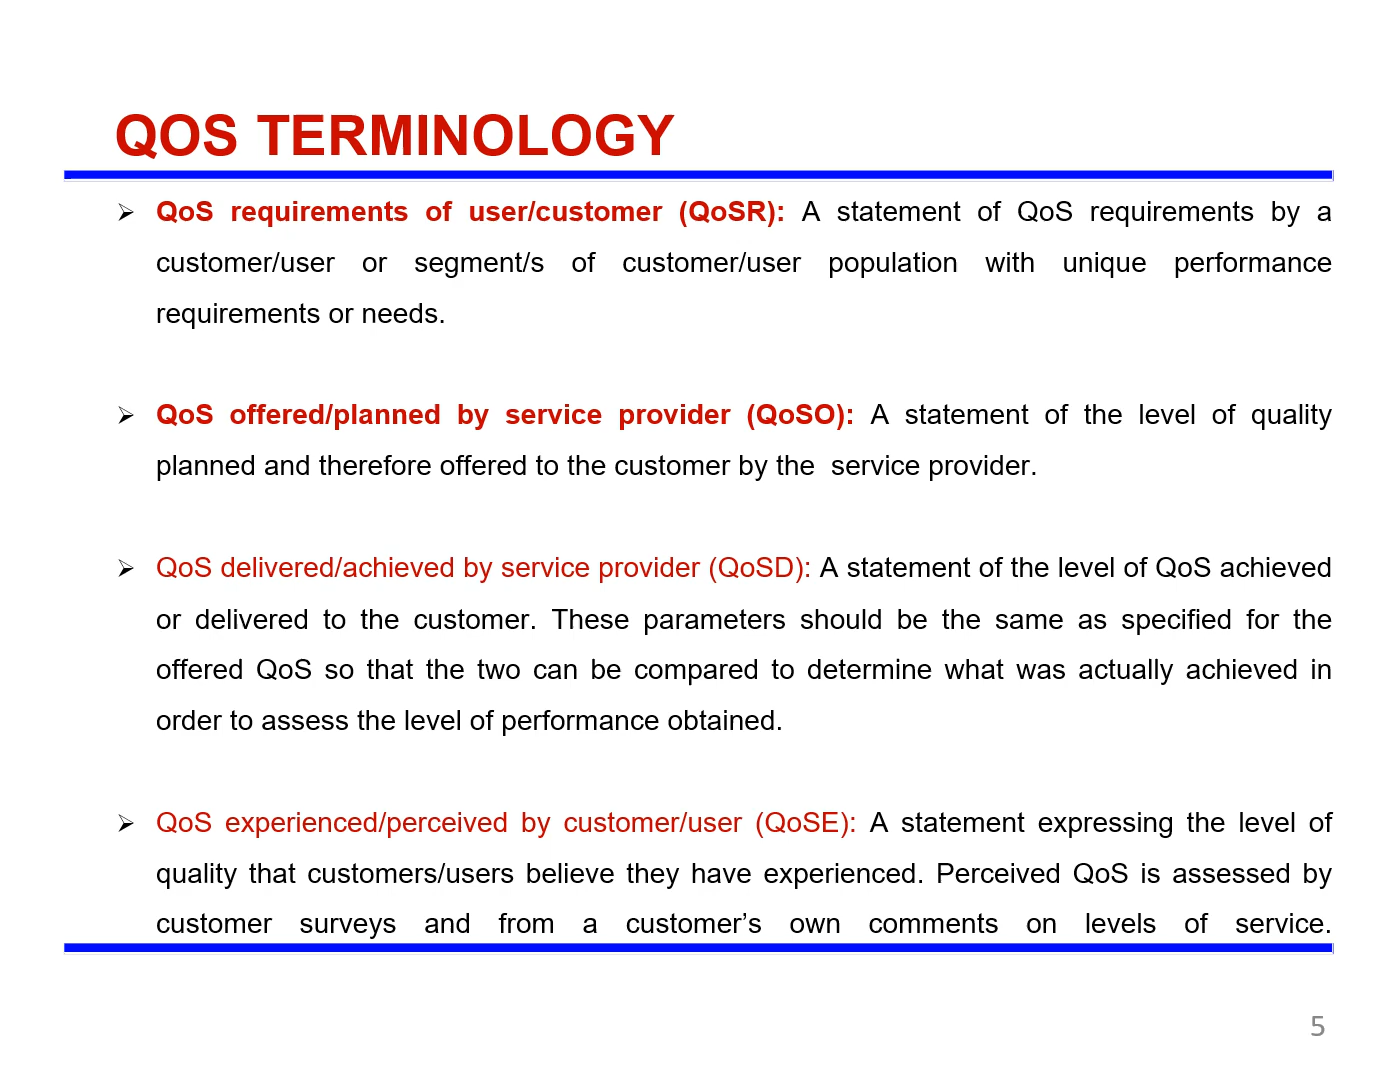 QOS TERMINOLOGY
➢ QoS requirements of user/customer (QoSR): A statement of QoS requirements by a
customer/user or segment/s of customer/user population with unique performance
requirements or needs.
➢ QoS offered/planned by service provider (QoSO): A statement of the level of quality
planned and therefore offered to the customer by the  service provider.
➢ QoS delivered/achieved by service provider (QoSD): A statement of the level of QoS achieved
or delivered to the customer. These parameters should be the same as specified for the
offered QoS so that the two can be compared to determine what was actually achieved in
order to assess the level of performance obtained.
➢ QoS experienced/perceived by customer/user (QoSE): A statement expressing the level of
quality that customers/users believe they have experienced. Perceived QoS is assessed by
customer surveys and from a customer’s own comments on levels of service.
5